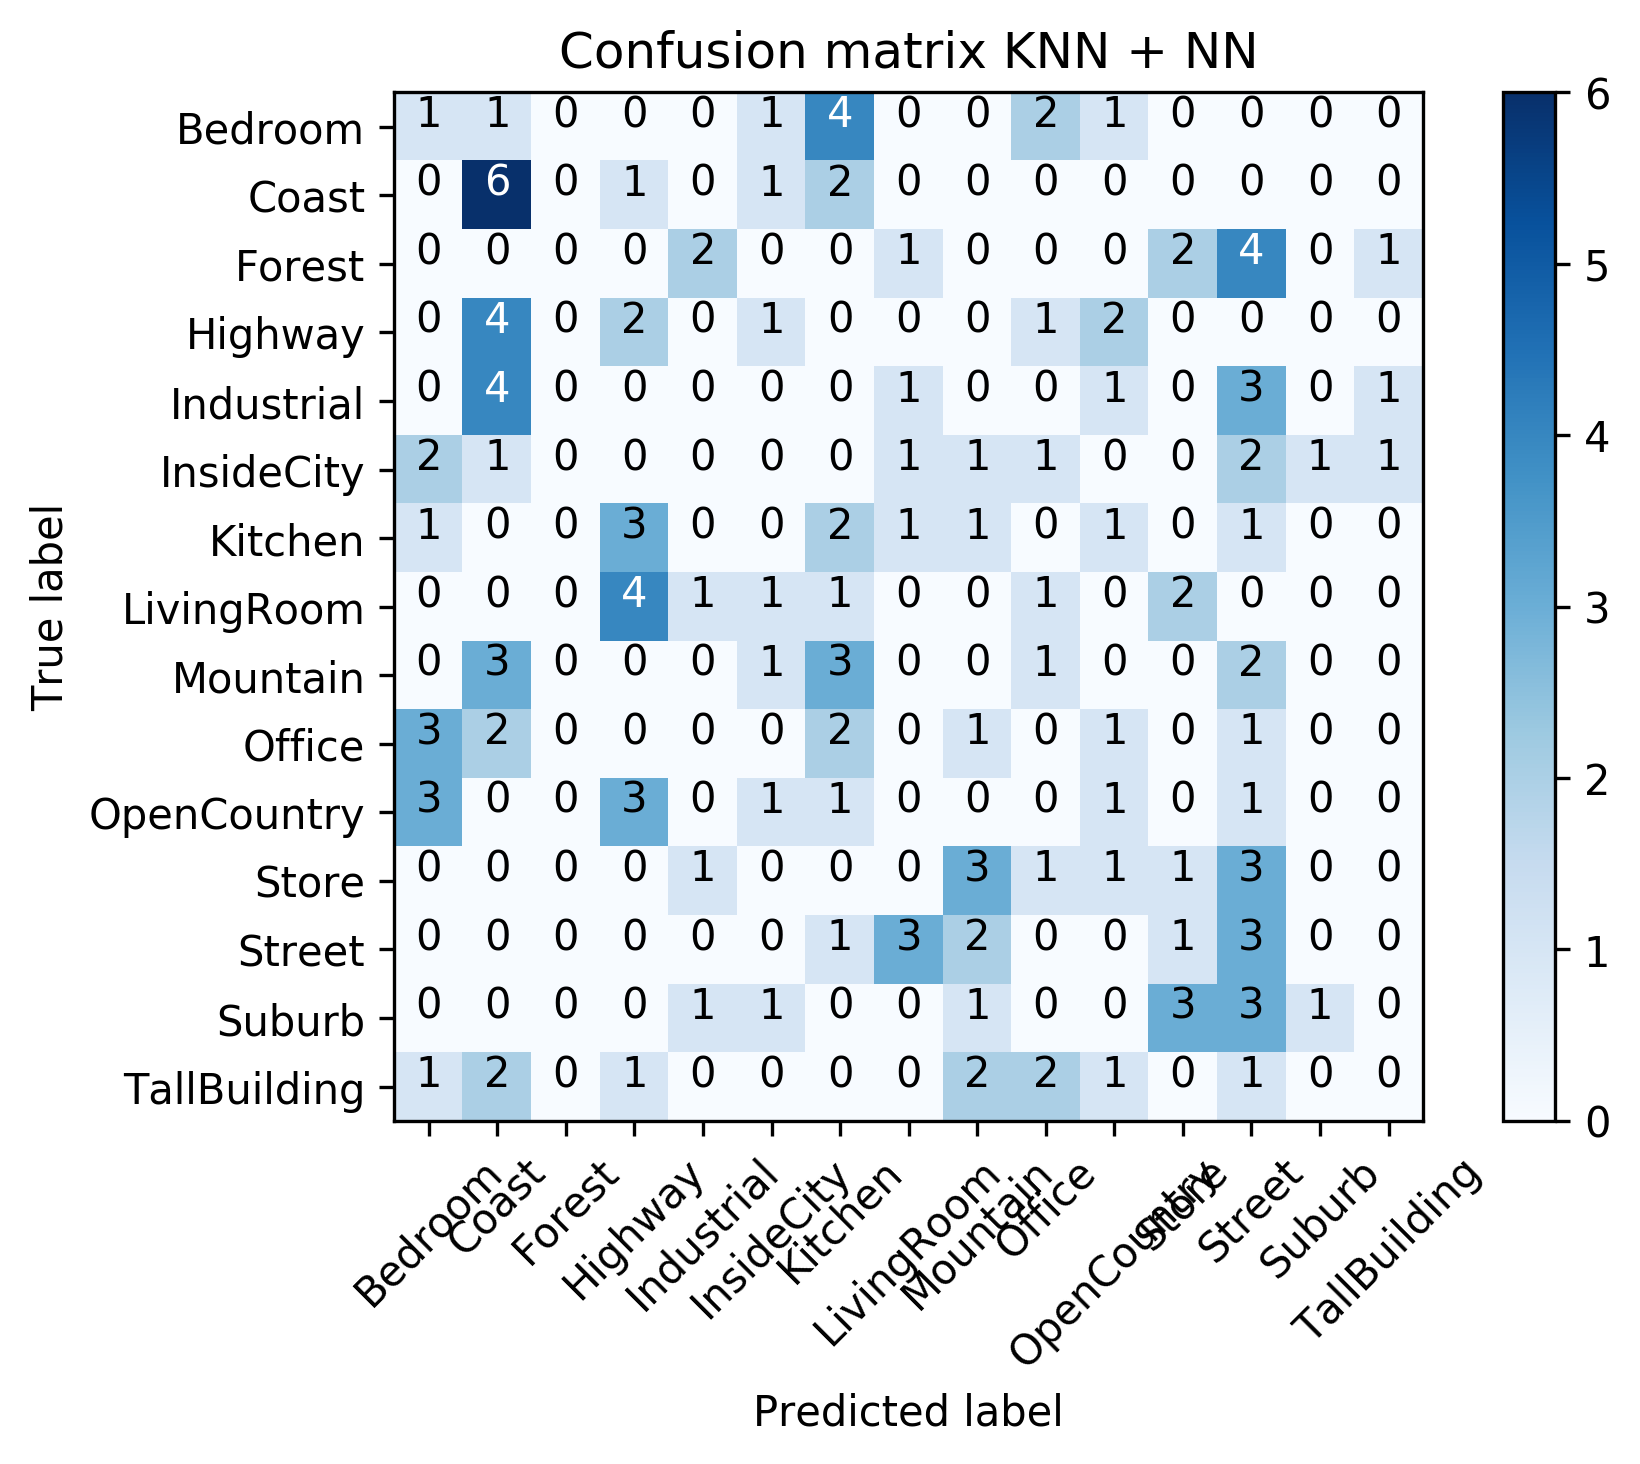 Confusion matrix KNN + NN
True label
Bedroom 1 1 0 0 0 1 4 0 0 2 1 0 0 0 0
Coast 0 6 0 1 0 1 2 0 0 0 0 0 0 0 0
Forest 0 0 0 0 2 0 0 1 0 0 0 2 4 0 1
Highway 0 4 0 2 0 1 0 0 0 1 2 0 0 0 0
Industrial 0 4 0 0 0 0 0 1 0 0 1 0 3 0 1
InsideCity 2 1 0 0 0 0 0 1 1 1 0 0 2 1 1
Kitchen 1 0 0 3 0 0 2 1 1 0 1 0 1 0 0
LivingRoom 0 0 0 4 1 1 1 0 0 1 0 2 0 0 0
Mountain 0 3 0 0 0 1 3 0 0 1 0 0 2 0 0
Office 3 2 0 0 0 0 2 0 1 0 1 0 1 0 0
OpenCountry 3 0 0 3 0 1 1 0 0 0 1 0 1 0 0
Store 0 0 0 0 1 0 0 0 3 1 1 1 3 0 0
Street 0 0 0 0 0 0 1 3 2 0 0 1 3 0 0
Suburb 0 0 0 0 1 1 0 0 1 0 0 3 3 1 0
TallBuilding 1 2 0 1 0 0 0 0 2 2 1 0 1 0 0
Bedroom
Coast
Forest
Highway
Industrial
InsideCity
Kitchen
LivingRoom
Mountain
Office
OpenCountry
Store
Street
Suburb
TallBuilding
Predicted label
6
5
4
3
2
1
0